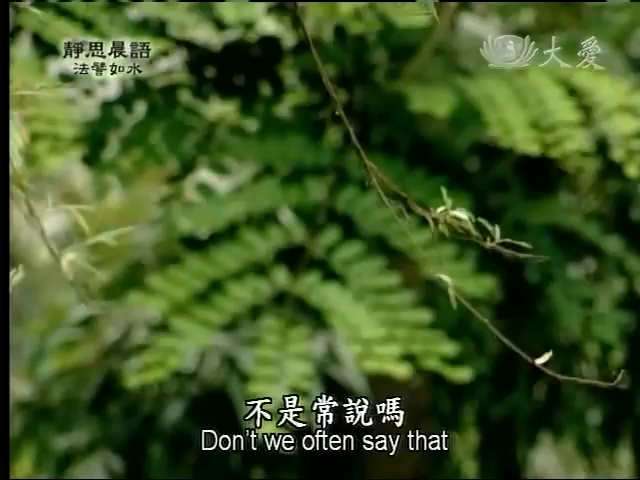 靜思晨語
法譬如水
大愛
不是常說嗎
Don't we often say that